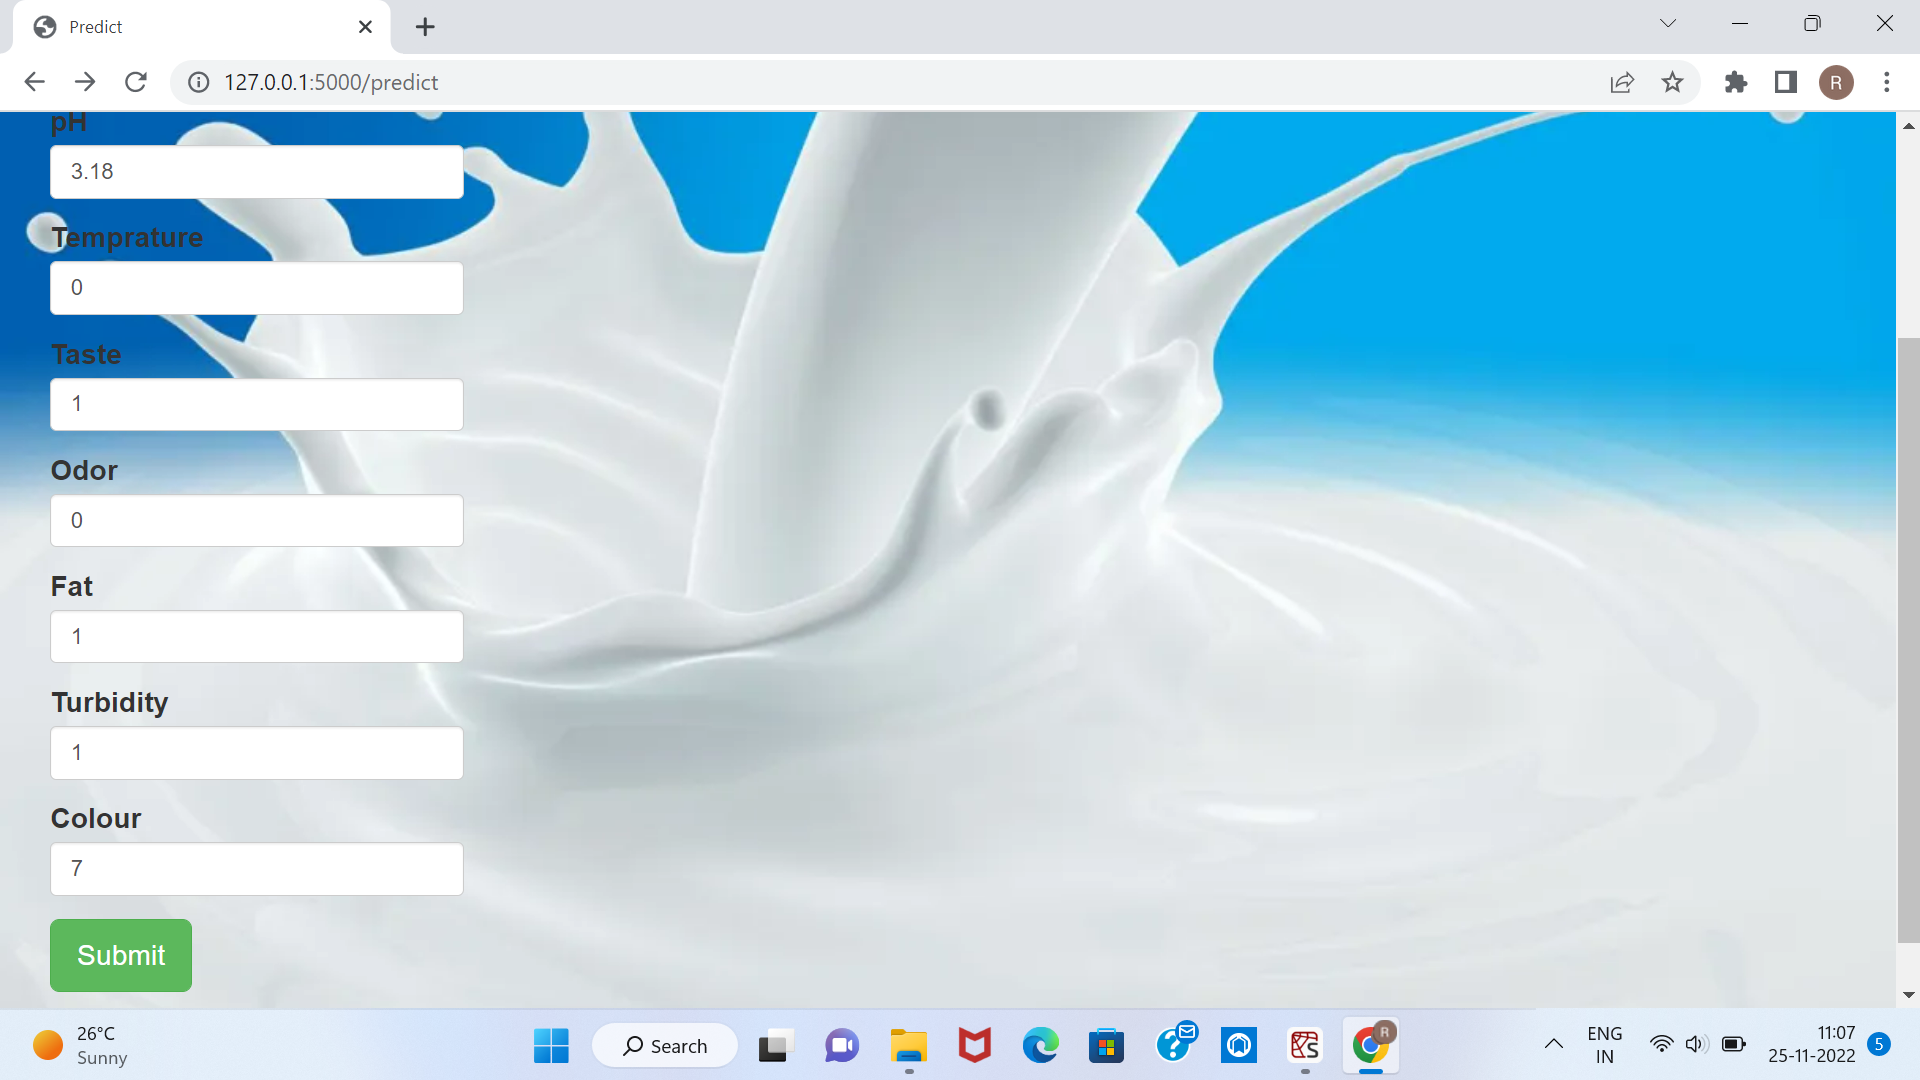 Predict
127.0.0.1:5000/predict
R
pH
3.18
Temprature
0
Taste
1
Odor
0
Fat
1
Turbidity
1
Colour
7
Submit
26°C
Sunny
Search
R
ENG
IN
11:07
25-11-2022
5